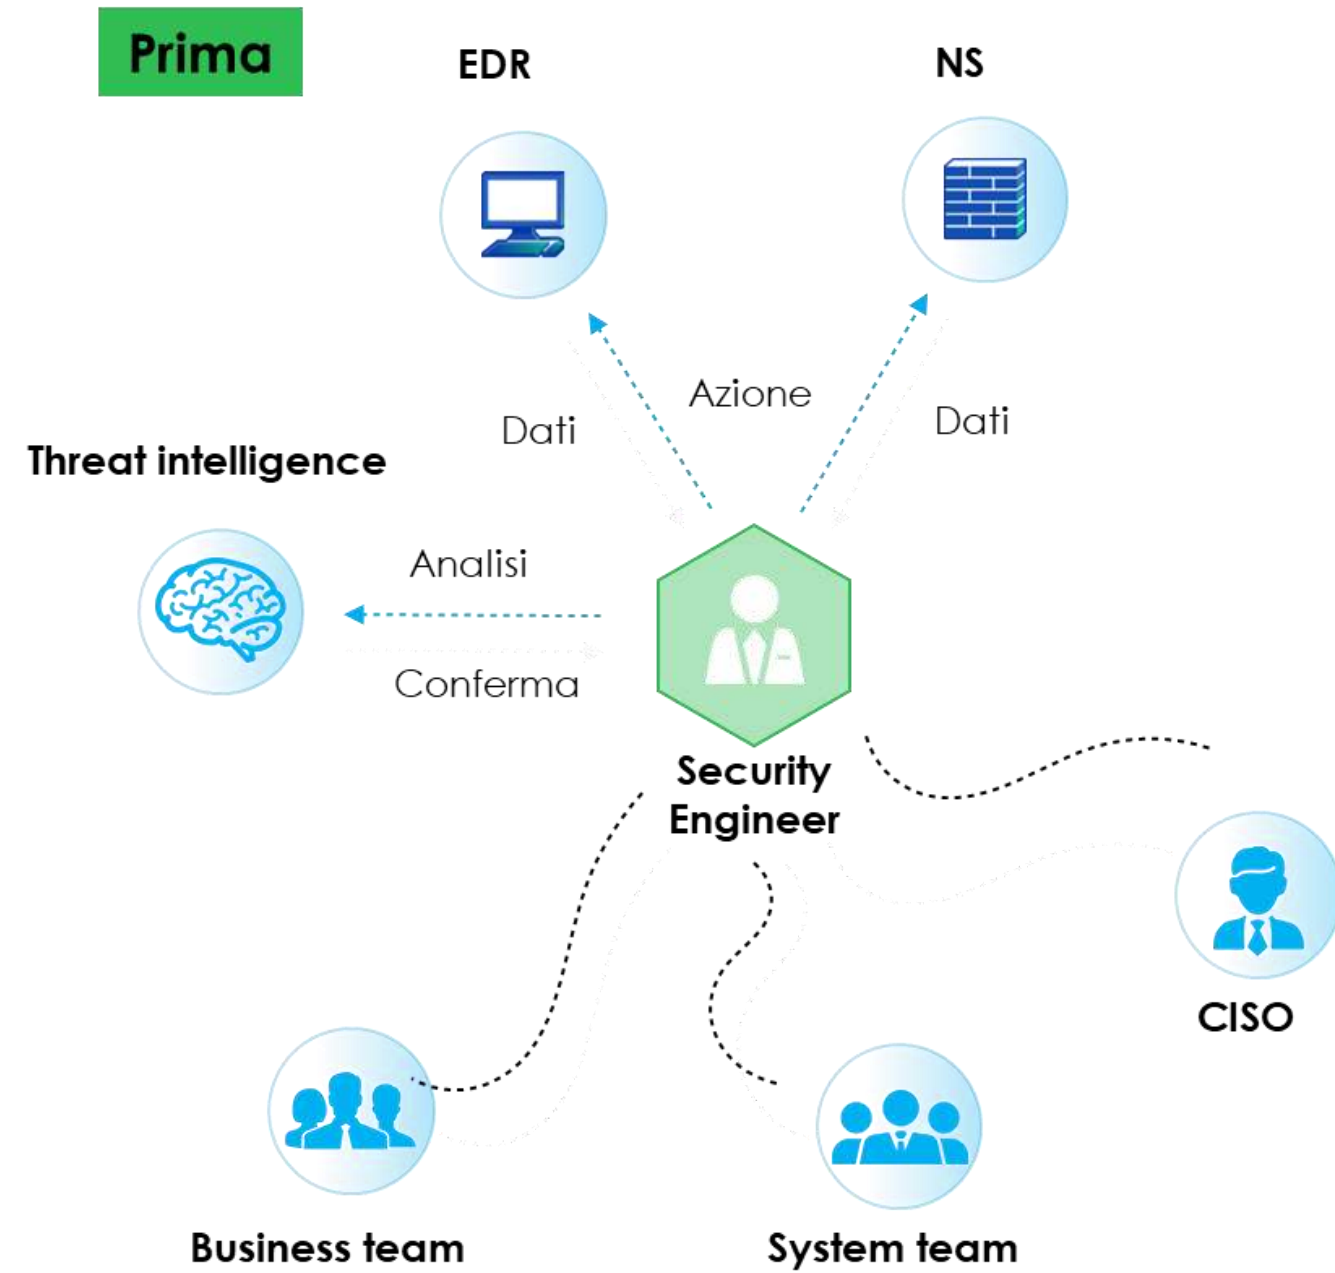 Prima
EDR
NS
Azione
Dati
Dati
Threat intelligence
Analisi
Conferma
Security
Engineer
CISO
Business team
System team